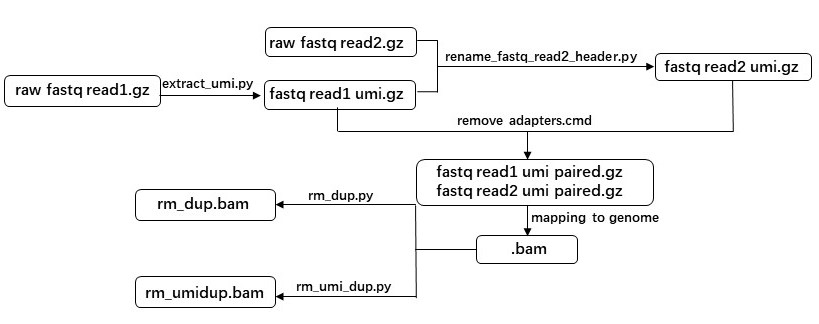 raw fastq read2.gz
rename_fastq_read2_header.py
fastq read2 umi.gz
raw fastq read1.gz
extract_umi.py
fastq read1 umi.gz
remove adapters.cmd
fastq read1 umi paired.gz
fastq read2 umi paired.gz
rm_dup.bam
rm_dup.py
mapping to genome
.bam
rm_umidup.bam
rm_umi_dup.py